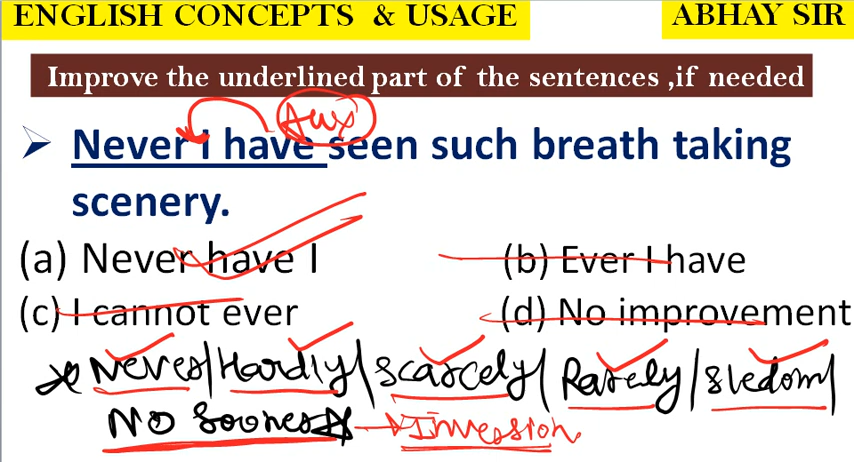 ENGLISH CONCEPTS & USAGE ABHAY SIR
Improve the underlined part of the sentences ,if needed
Aux
➤ Never I have seen such breath taking
scenery.
(a) Never have I (b) Ever I have
(c) I cannot ever (d) No improvement
* Never/Hardly/Scarcely/Rarely/sledom/
No Sooner → Inversion